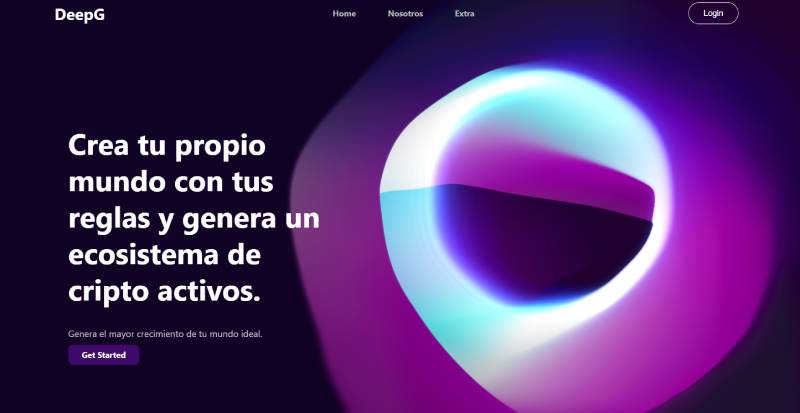 DeepG
Home
Nosotros
Extra
Login
Crea tu propio
mundo con tus
reglas y genera un
ecosistema de
cripto activos.
Genera el mayor crecimiento de tu mundo ideal.
Get Started